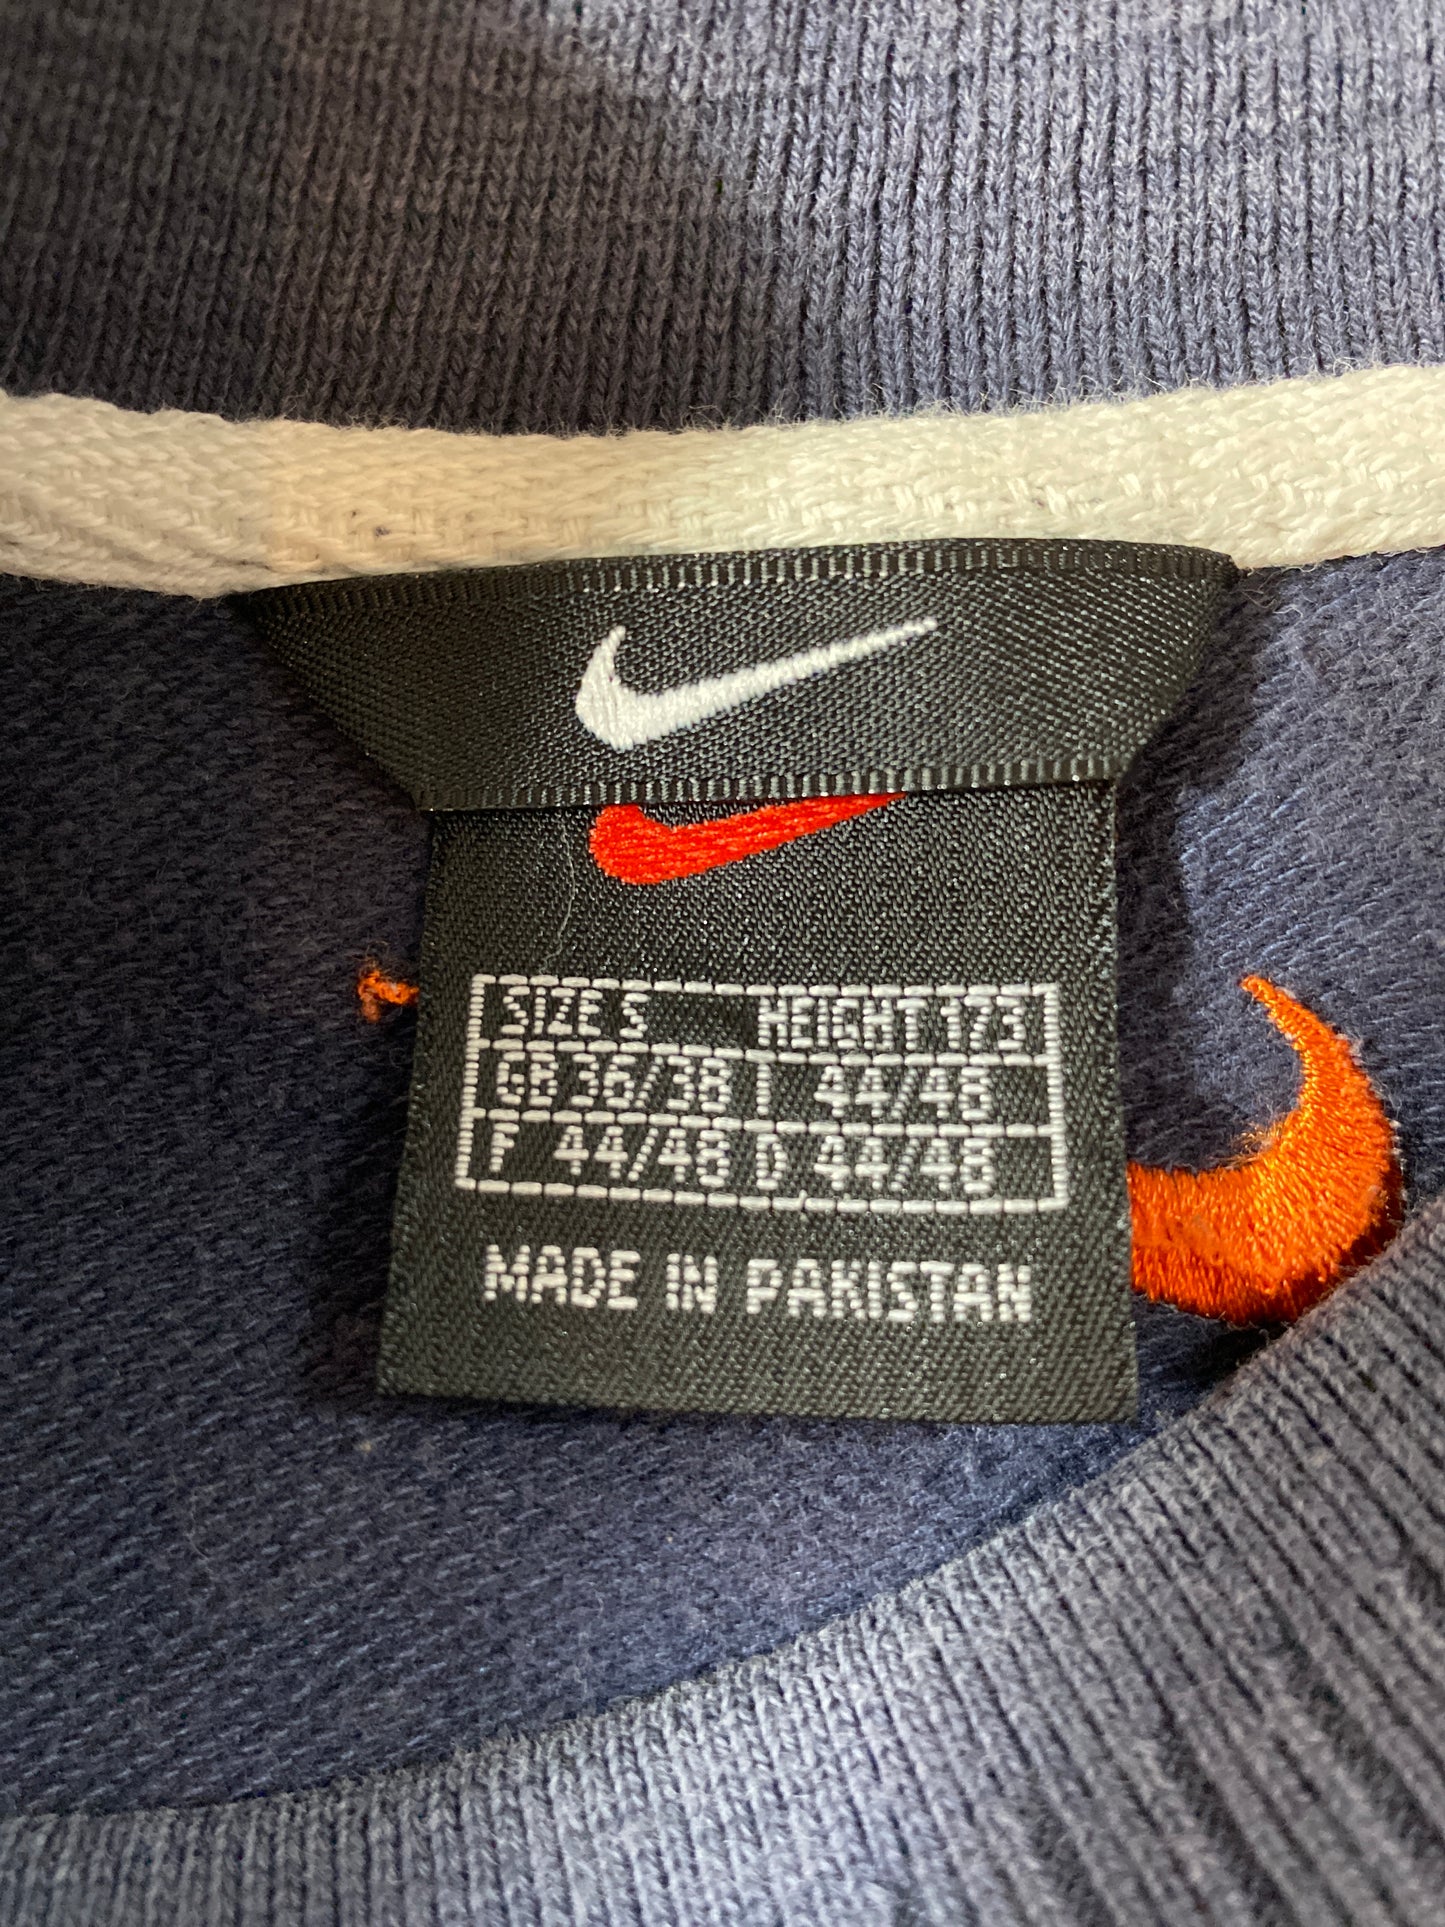 SIZE S HEIGHT 173
GB 36/38 I 44/48
F 44/48 D 44/48
MADE IN PAKISTAN